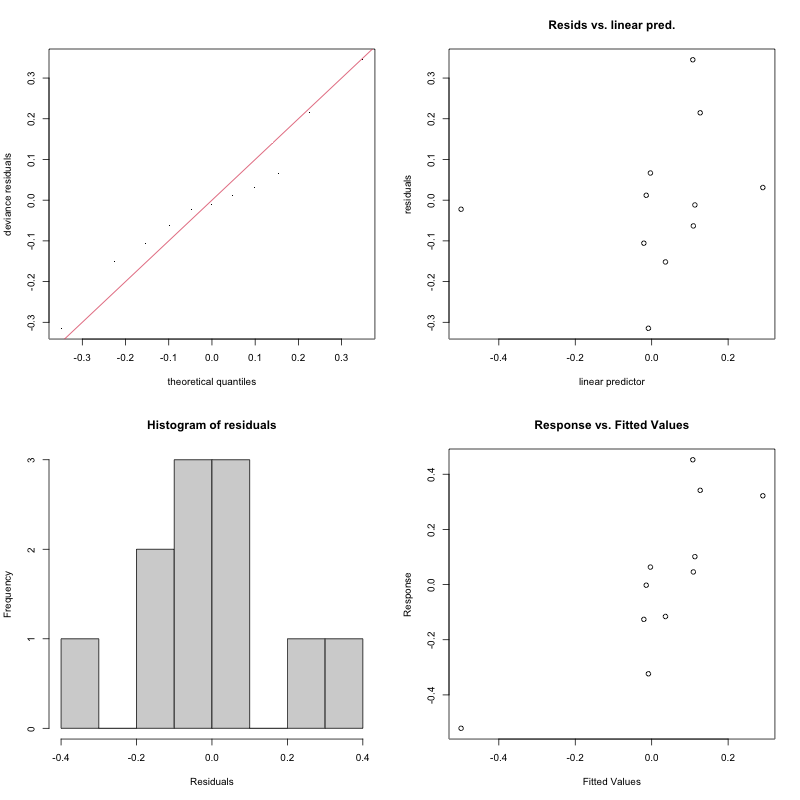 deviance residuals
0.3
0.2
0.1
0.0
-0.1
-0.2
-0.3
-0.3 -0.2 -0.1 0.0 0.1 0.2 0.3
theoretical quantiles
Resids vs. linear pred.
residuals
0.3
0.2
0.1
0.0
-0.1
-0.2
-0.3
-0.4 -0.2 0.0 0.2
linear predictor
Histogram of residuals
Frequency
3
2
1
0
-0.4 -0.2 0.0 0.2 0.4
Residuals
Response vs. Fitted Values
Response
0.4
0.2
0.0
-0.2
-0.4
-0.4 -0.2 0.0 0.2
Fitted Values